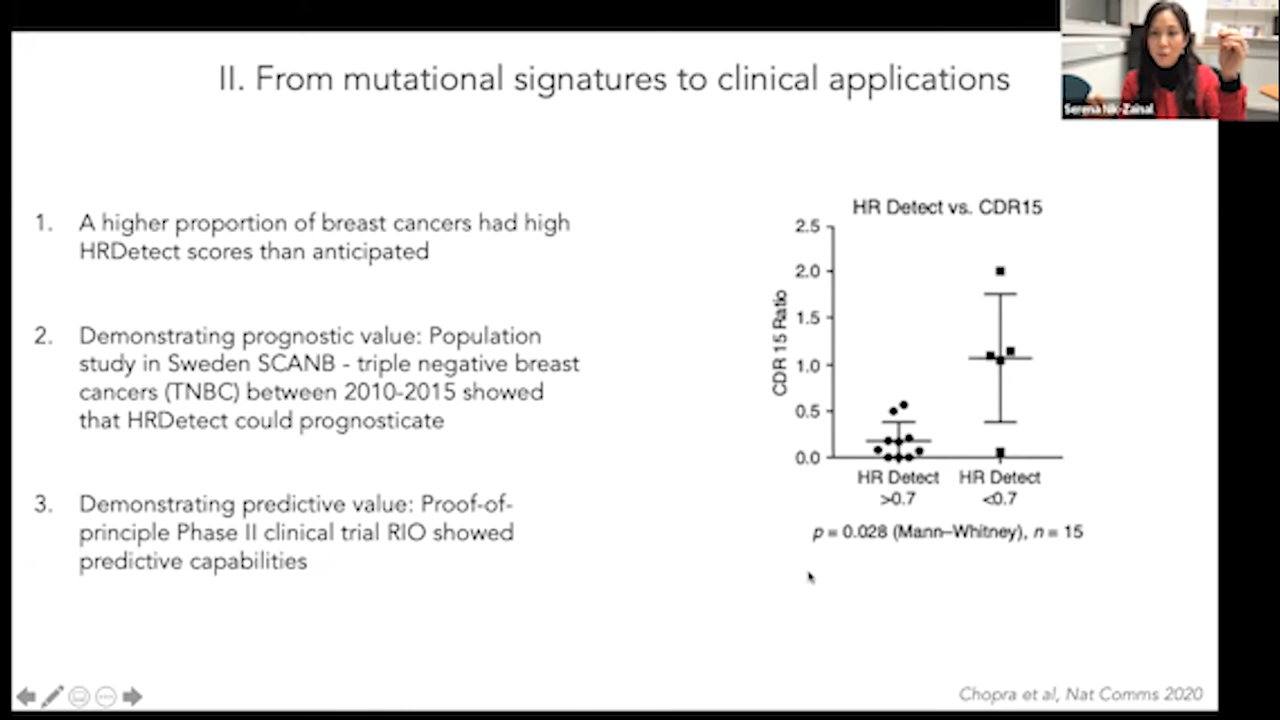 II. From mutational signatures to clinical applications
Serena Nik-Zainal
1. A higher proportion of breast cancers had high
HRDetect scores than anticipated
2. Demonstrating prognostic value: Population
study in Sweden SCANB - triple negative breast
cancers (TNBC) between 2010-2015 showed
that HRDetect could prognosticate
3. Demonstrating predictive value: Proof-of-
principle Phase II clinical trial RIO showed
predictive capabilities
HR Detect vs. CDR15
CDR 15 Ratio
2.5
2.0
1.5
1.0
0.5
0.0
HR Detect
>0.7
HR Detect
<0.7
p = 0.028 (Mann–Whitney), n = 15
Chopra et al, Nat Comms 2020